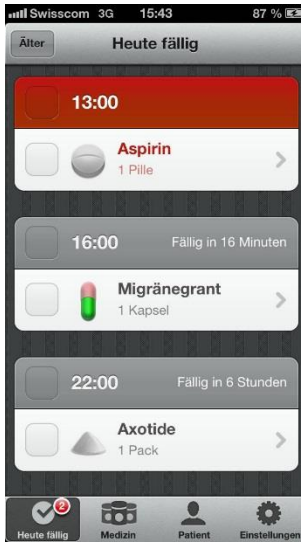 Swisscom 3G 15:43 87 %
Älter Heute fällig
13:00
Aspirin
1 Pille
16:00 Fällig in 16 Minuten
Migränegrant
1 Kapsel
22:00 Fällig in 6 Stunden
Axotide
1 Pack
2
Heute fällig Medizin Patient Einstellungen